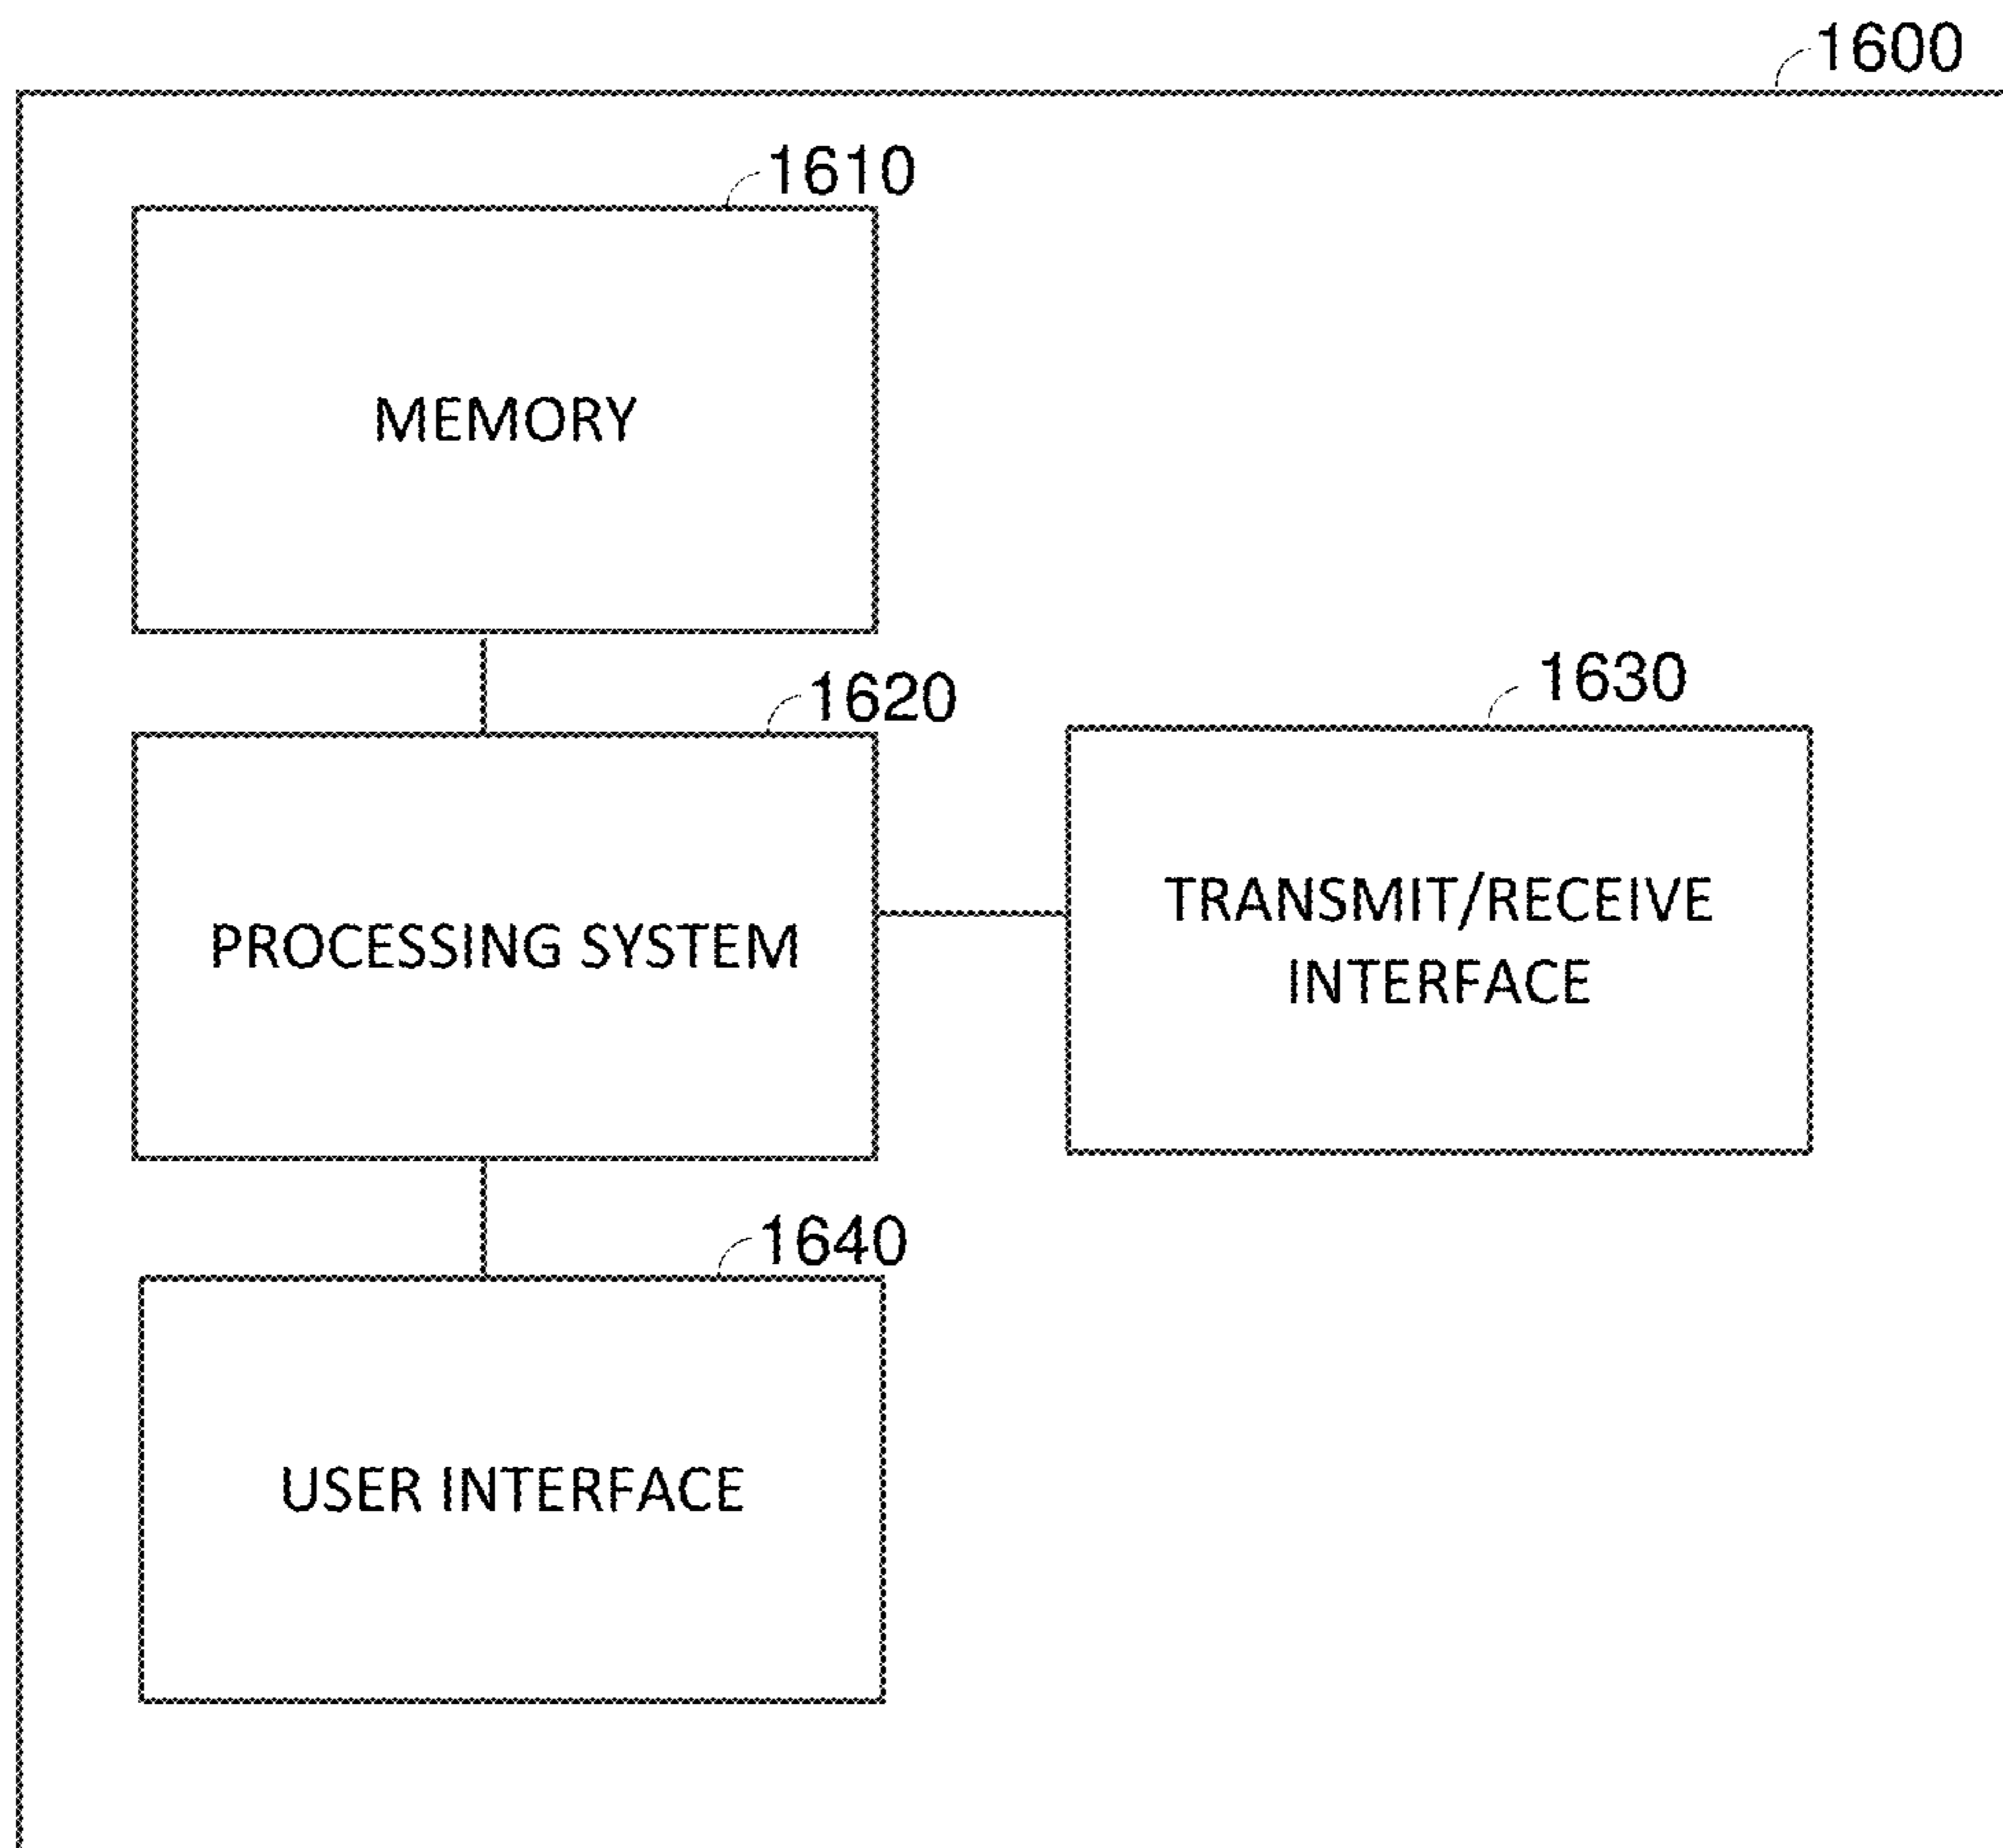 1600
1610
MEMORY
1620
1630
PROCESSING SYSTEM
TRANSMIT/RECEIVE
INTERFACE
1640
USER INTERFACE